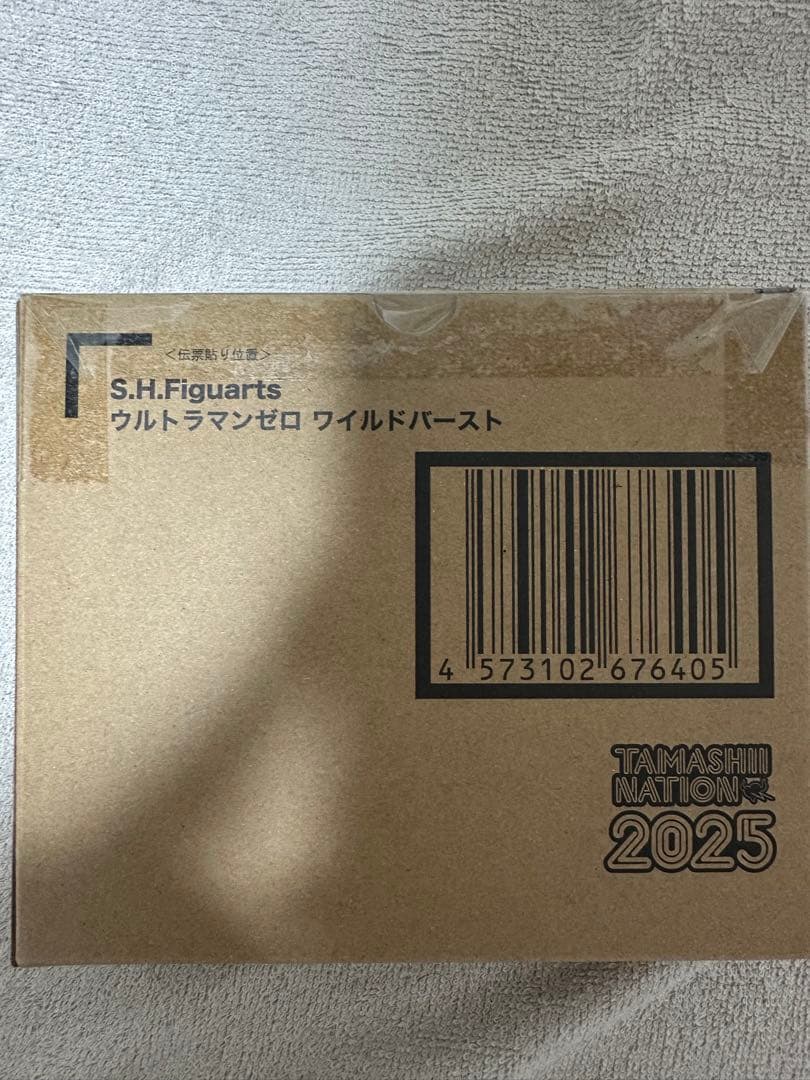 ＜伝票貼り位置＞
S.H.Figuarts
ウルトラマンゼロ ワイルドバースト
4 573102 676405
TAMASHII
NATION
2025